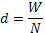 d = W/N